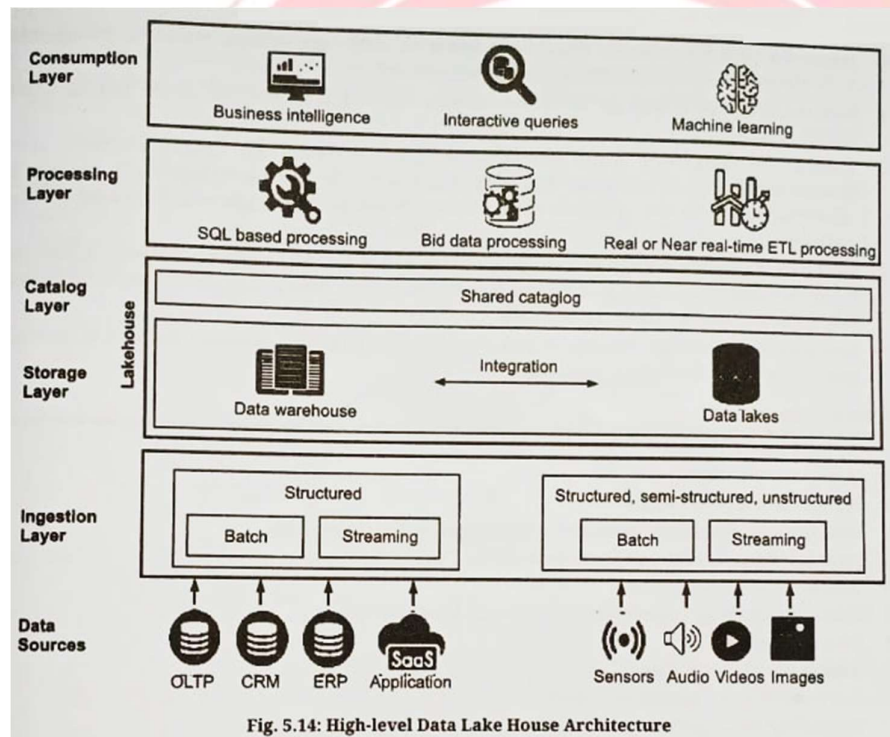 Consumption
Layer
Business intelligence
Interactive queries
Machine learning
Processing
Layer
SQL based processing
Bid data processing
Real or Near real-time ETL processing
Catalog
Layer
Shared cataglog
Lakehouse
Storage
Layer
Data warehouse
Integration
Data lakes
Ingestion
Layer
Structured
Batch
Streaming
Structured, semi-structured, unstructured
Batch
Streaming
Data
Sources
OLTP
CRM
ERP
SaaS
Application
Sensors
Audio
Videos
Images
Fig. 5.14: High-level Data Lake House Architecture